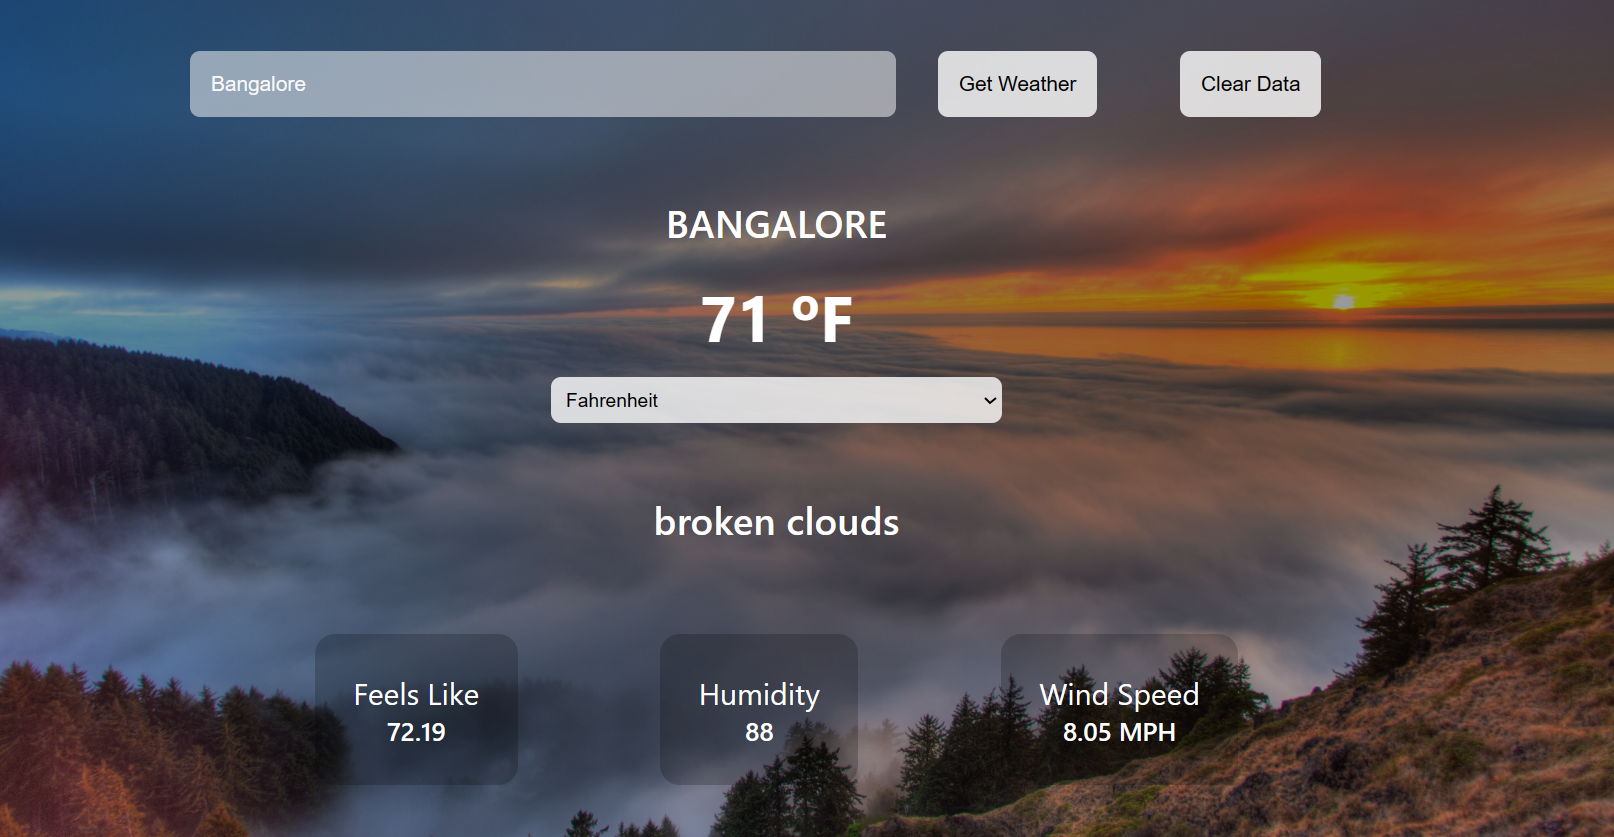 Bangalore
Get Weather
Clear Data
BANGALORE
71 °F
Fahrenheit
broken clouds
Feels Like
72.19
Humidity
88
Wind Speed
8.05 MPH